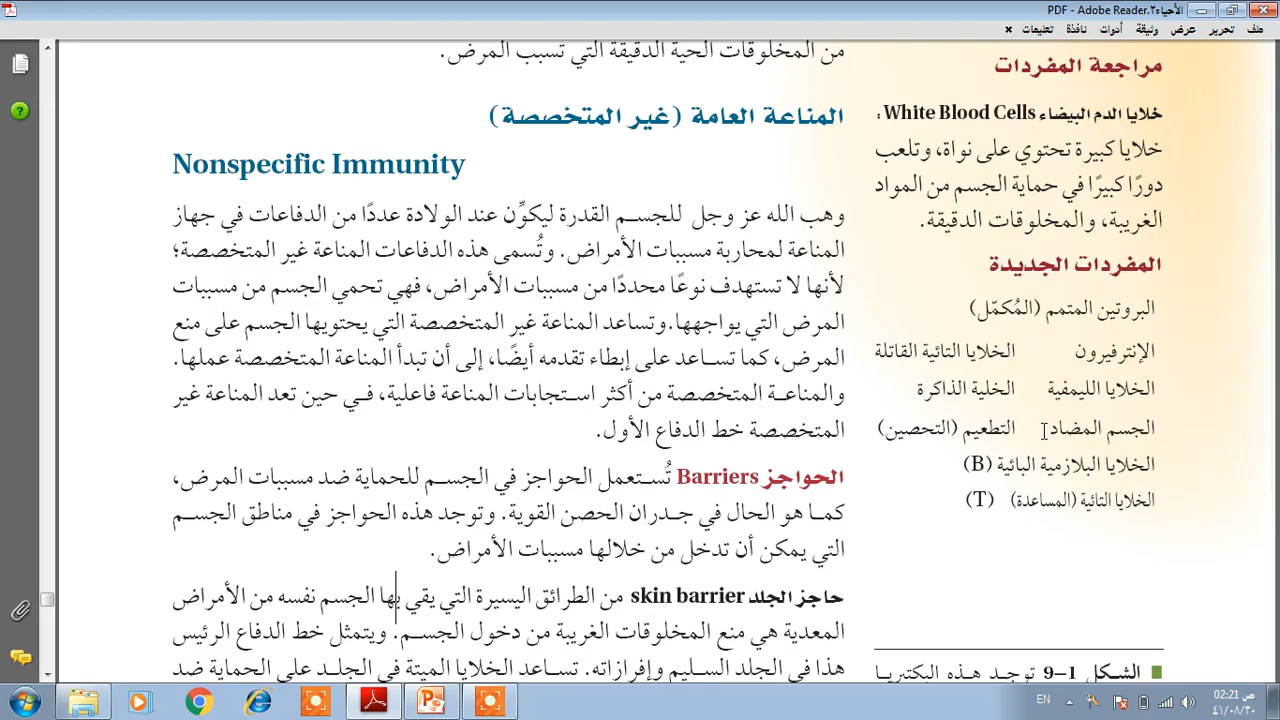 الأحياء٣.PDF - Adobe Reader
ملف تحرير عرض وثيقة أدوات نافذة تعليمات
من المخلوقات الحية الدقيقة التي تسبب المرض.
المناعة العامة (غير المتخصصة)
Nonspecific Immunity
وهب الله عز وجل للجسم القدرة ليكوِّن عند الولادة عددًا من الدفاعات في جهاز
المناعة لمحاربة مسببات الأمراض. وتُسمى هذه الدفاعات المناعة غير المتخصصة؛
لأنها لا تستهدف نوعًا محددًا من مسببات الأمراض، فهي تحمي الجسم من مسببات
المرض التي يواجهها. وتساعد المناعة غير المتخصصة التي يحتويها الجسم على منع
المرض، كما تساعد على إبطاء تقدمه أيضًا، إلى أن تبدأ المناعة المتخصصة عملها.
والمناعة المتخصصة من أكثر استجابات المناعة فاعلية، في حين تعد المناعة غير
المتخصصة خط الدفاع الأول.
الحواجز Barriers تُستعمل الحواجز في الجسم للحماية ضد مسببات المرض،
كما هو الحال في جدران الحصن القوية. وتوجد هذه الحواجز في مناطق الجسم
التي يمكن أن تدخل من خلالها مسببات الأمراض.
حاجز الجلد skin barrier من الطرائق اليسيرة التي يقي بها الجسم نفسه من الأمراض
المعدية هي منع المخلوقات الغريبة من دخول الجسم. ويتمثل خط الدفاع الرئيس
هذا في الجلد السليم وإفرازاته. تساعد الخلايا الميتة في الجلد على الحماية ضد
مراجعة المفردات
خلايا الدم البيضاء White Blood Cells :
خلايا كبيرة تحتوي على نواة، وتلعب
دورًا كبيرًا في حماية الجسم من المواد
الغريبة، والمخلوقات الدقيقة.
المفردات الجديدة
البروتين المتمم (المُكمّل)
الإنترفيرون الخلايا التائية القاتلة
الخلايا الليمفية الخلية الذاكرة
الجسم المضاد التطعيم (التحصين)
الخلايا البلازمية البائية (B)
الخلايا التائية (المساعدة) (T)
الشكل 1-9 توجد هذه البكتريا
EN
02:21 ص
٤١/٠٨/٣٠